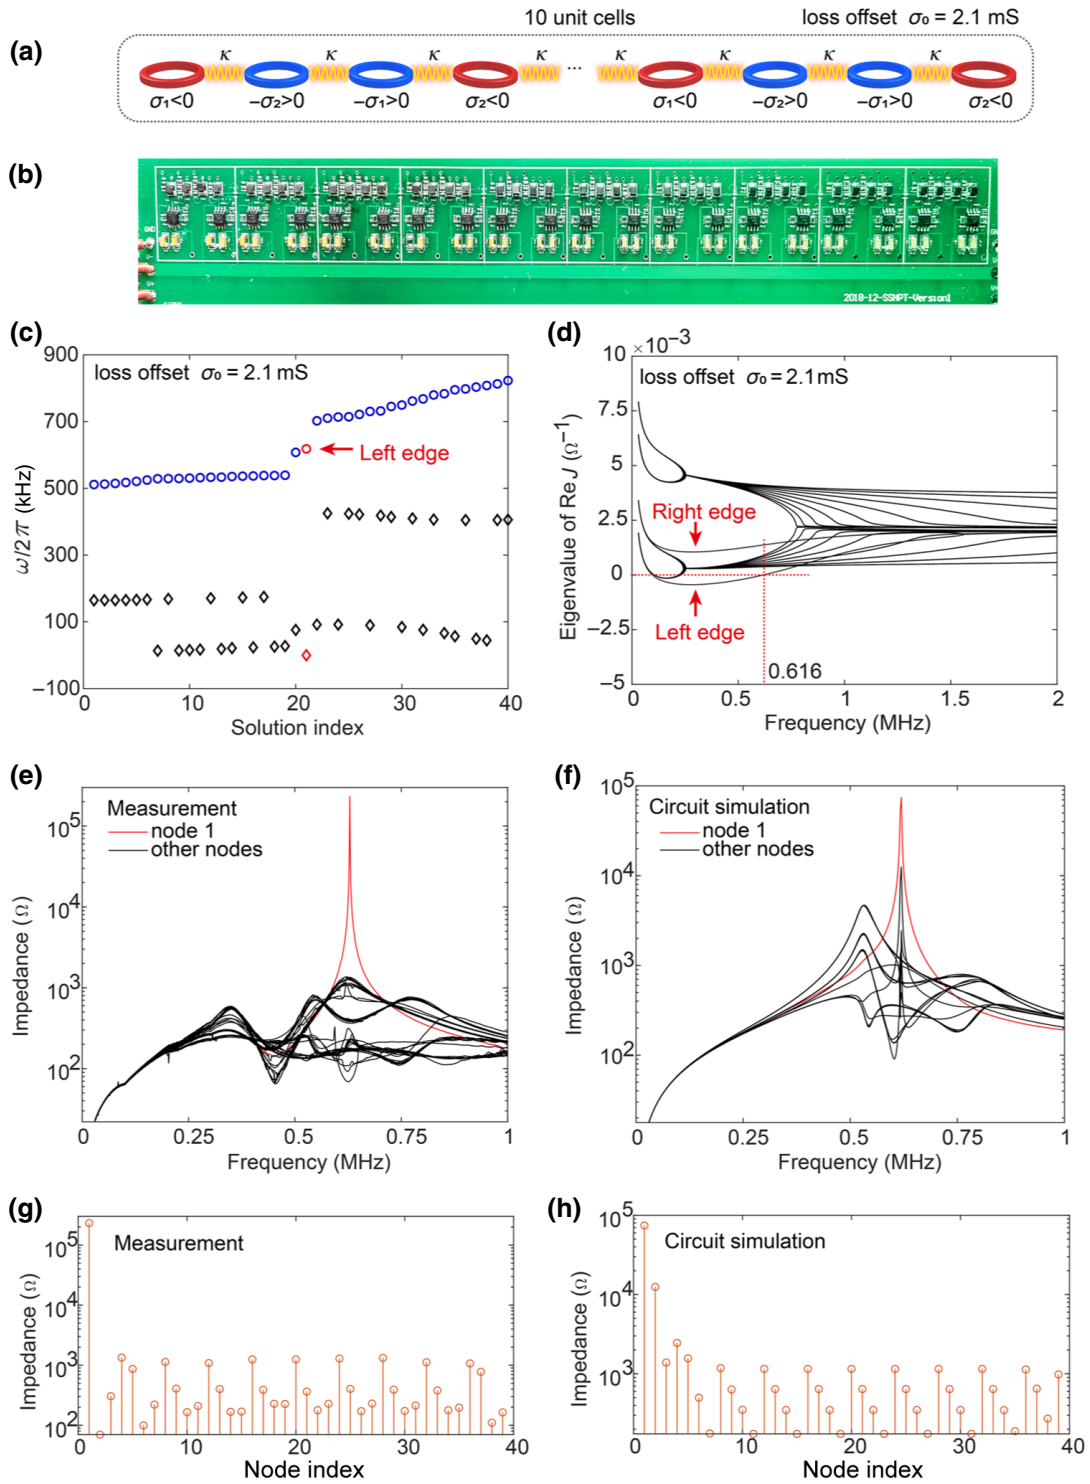 10 unit cells loss offset σ₀ = 2.1 mS
(a)
κ κ κ κ κ κ κ κ
...
σ₁<0 −σ₂>0 −σ₁>0 σ₂<0 σ₁<0 −σ₂>0 −σ₁>0 σ₂<0
(b)
GND
V-
V+
2018-12-SSHPT-Version1
(c)
900
700
500
300
100
−100
ω/2π (kHz)
loss offset σ₀ = 2.1 mS
Left edge
0 10 20 30 40
Solution index
(d)
10 ×10⁻³
7.5
5
2.5
0
−2.5
−5
Eigenvalue of Re J (Ω⁻¹)
loss offset σ₀ = 2.1 mS
Right edge
Left edge
0.616
0 0.5 1 1.5 2
Frequency (MHz)
(e)
Measurement
node 1
other nodes
10⁵
10⁴
10³
10²
Impedance (Ω)
0 0.25 0.5 0.75 1
Frequency (MHz)
(f)
Circuit simulation
node 1
other nodes
10⁵
10⁴
10³
10²
Impedance (Ω)
0 0.25 0.5 0.75 1
Frequency (MHz)
(g)
Measurement
10⁵
10⁴
10³
10²
Impedance (Ω)
0 10 20 30 40
Node index
(h)
Circuit simulation
10⁵
10⁴
10³
Impedance (Ω)
0 10 20 30 40
Node index